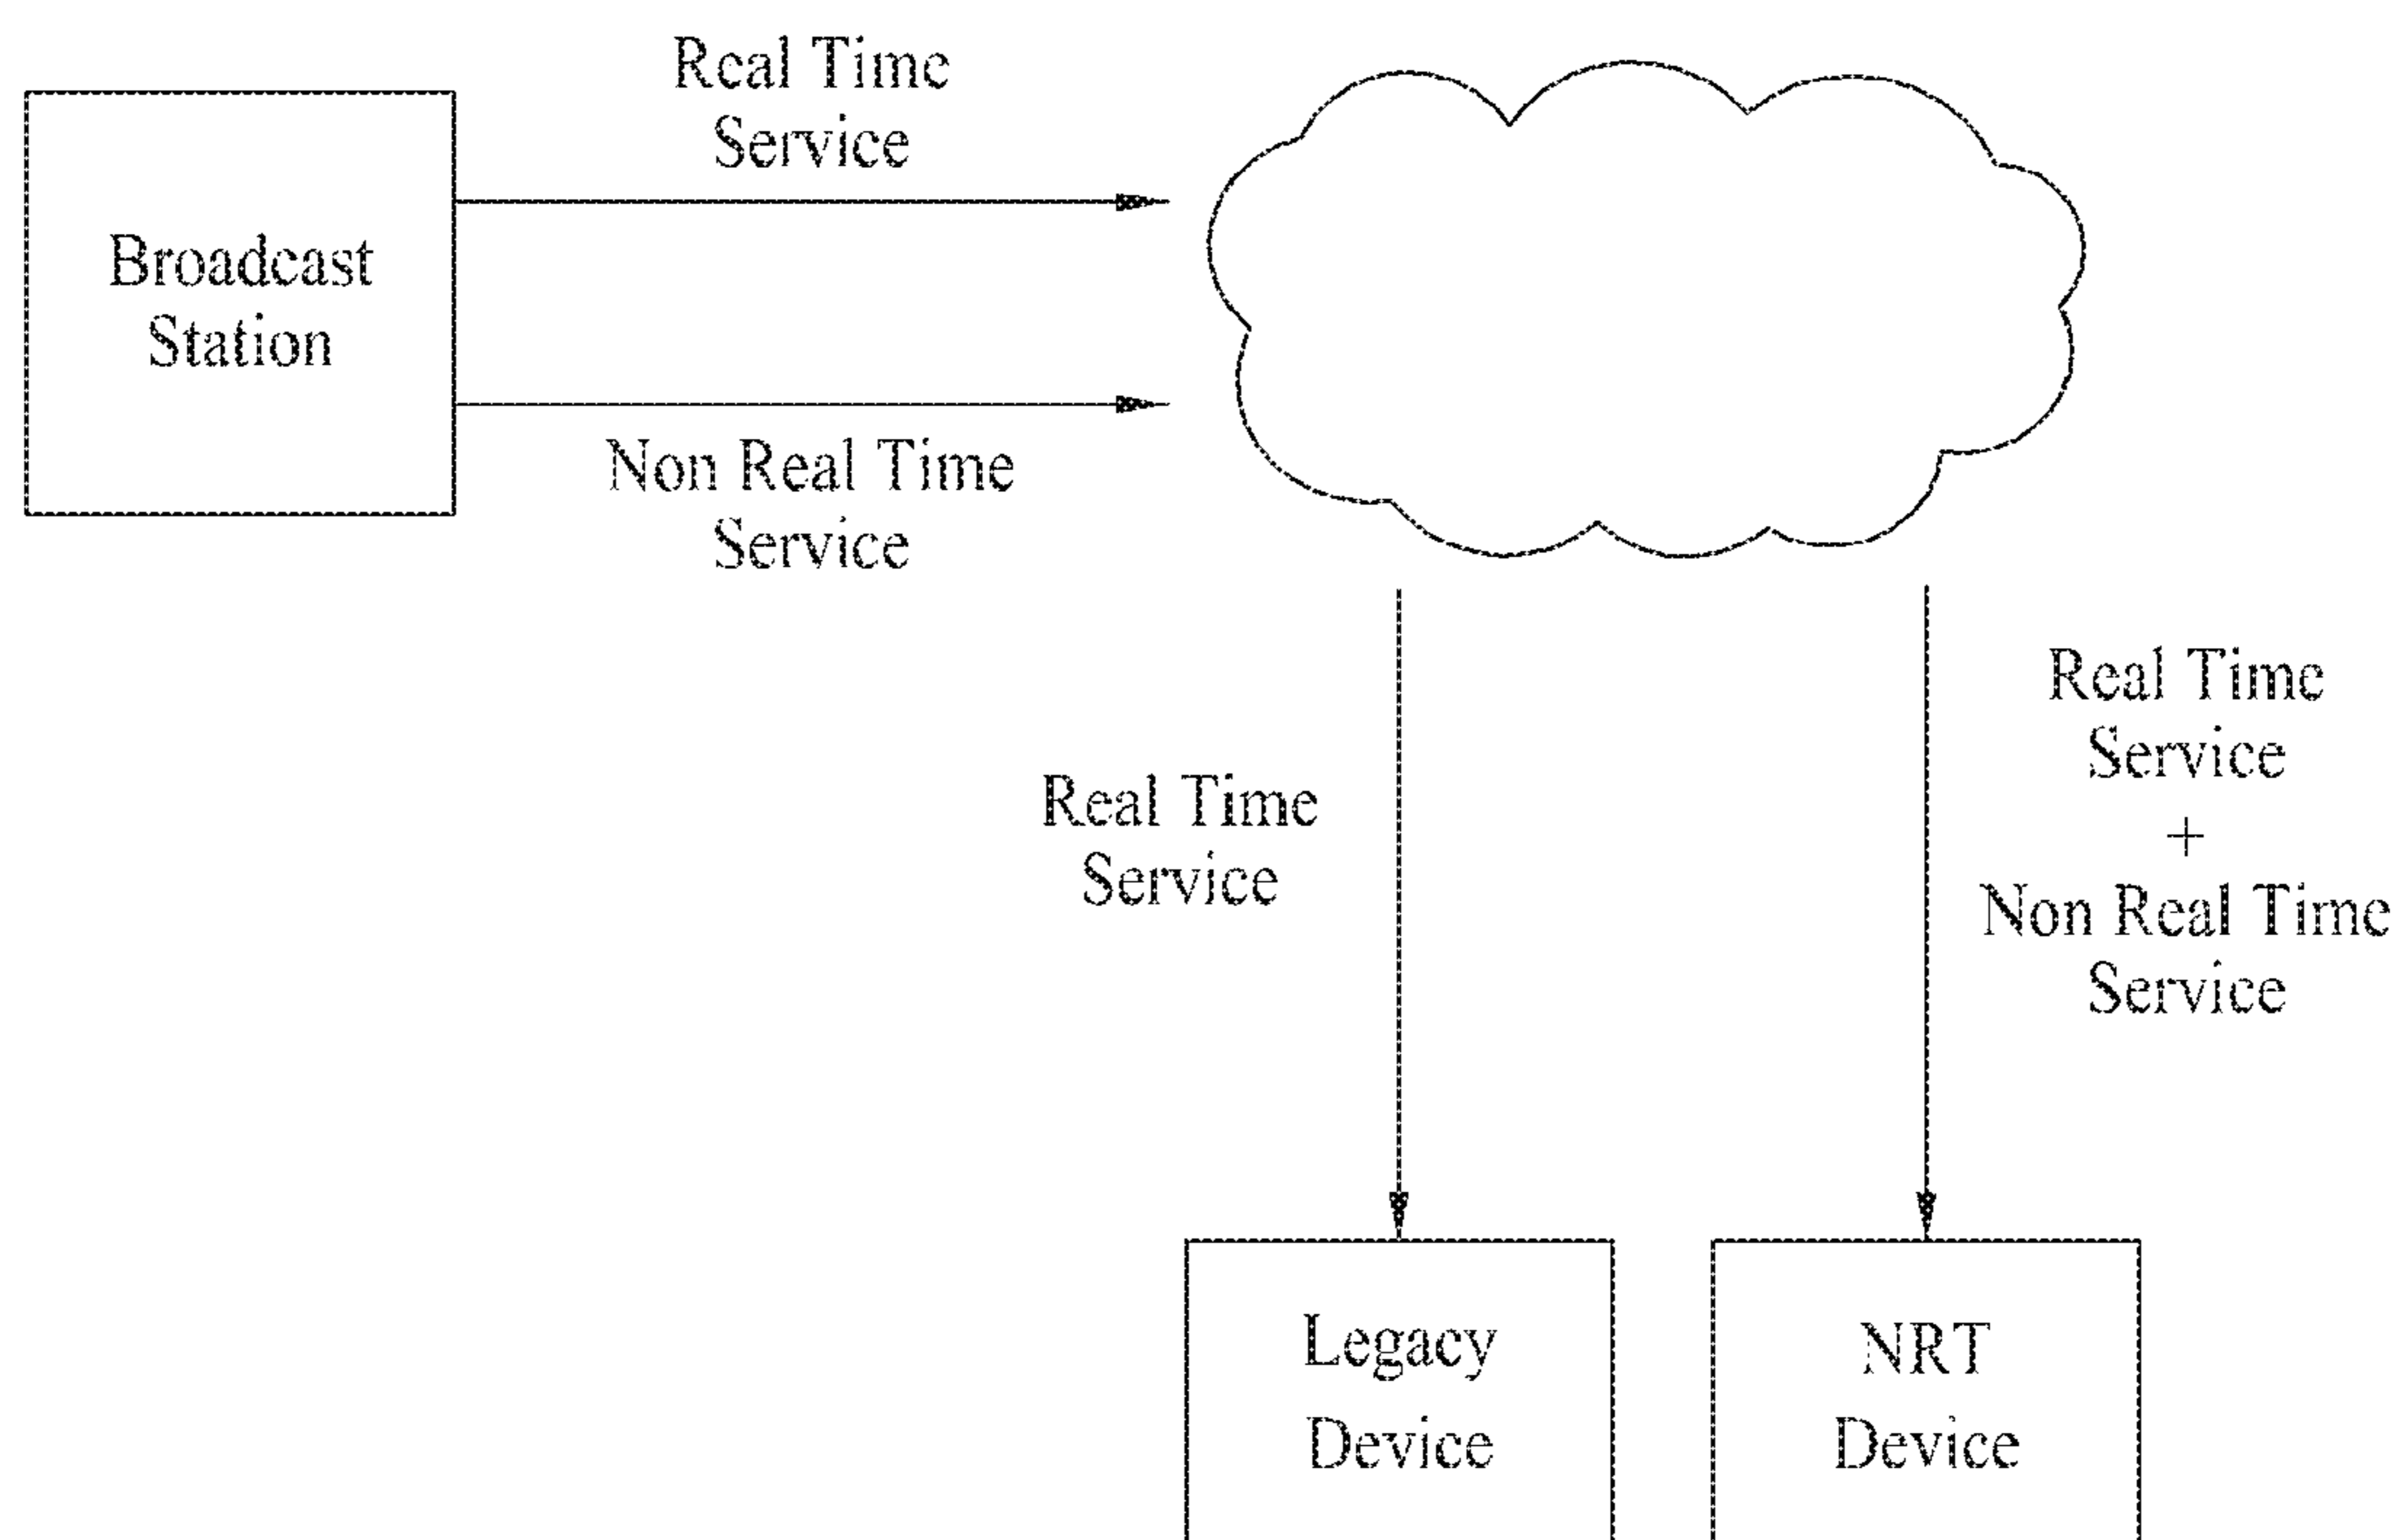 Real Time
Service
Broadcast
Station
Non Real Time
Service
Real Time
Service
Real Time
Service
+
Non Real Time
Service
Legacy
Device
NRT
Device